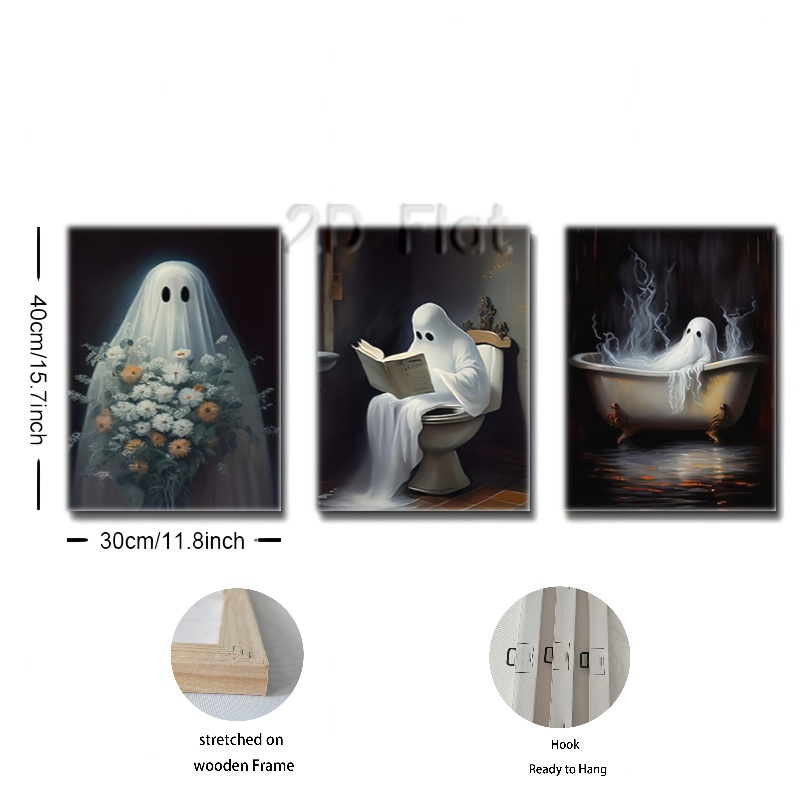 2D Flat
40cm/15.7inch
30cm/11.8inch
stretched on
wooden Frame
Hook
Ready to Hang